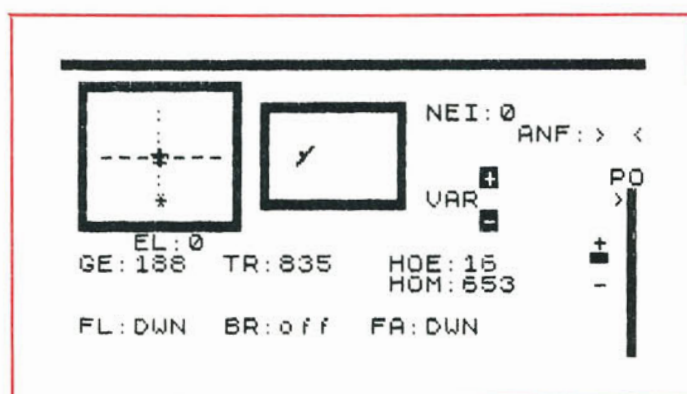 NEI:0
ANF:> <
+
PO
VAR
>
-
EL:0
+
GE:188 TR:835 HOE:16
-
HOM:653
FL:DWN BR:off FA:DWN